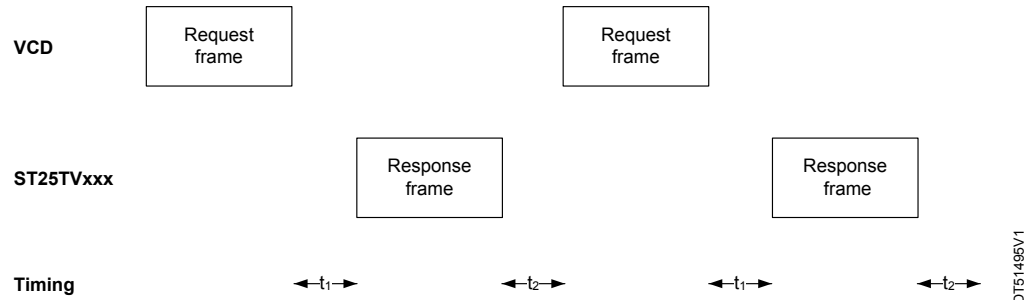 VCD
Request
frame
Request
frame
ST25TVxxx
Response
frame
Response
frame
Timing
t1
t2
t1
t2
DT51495V1